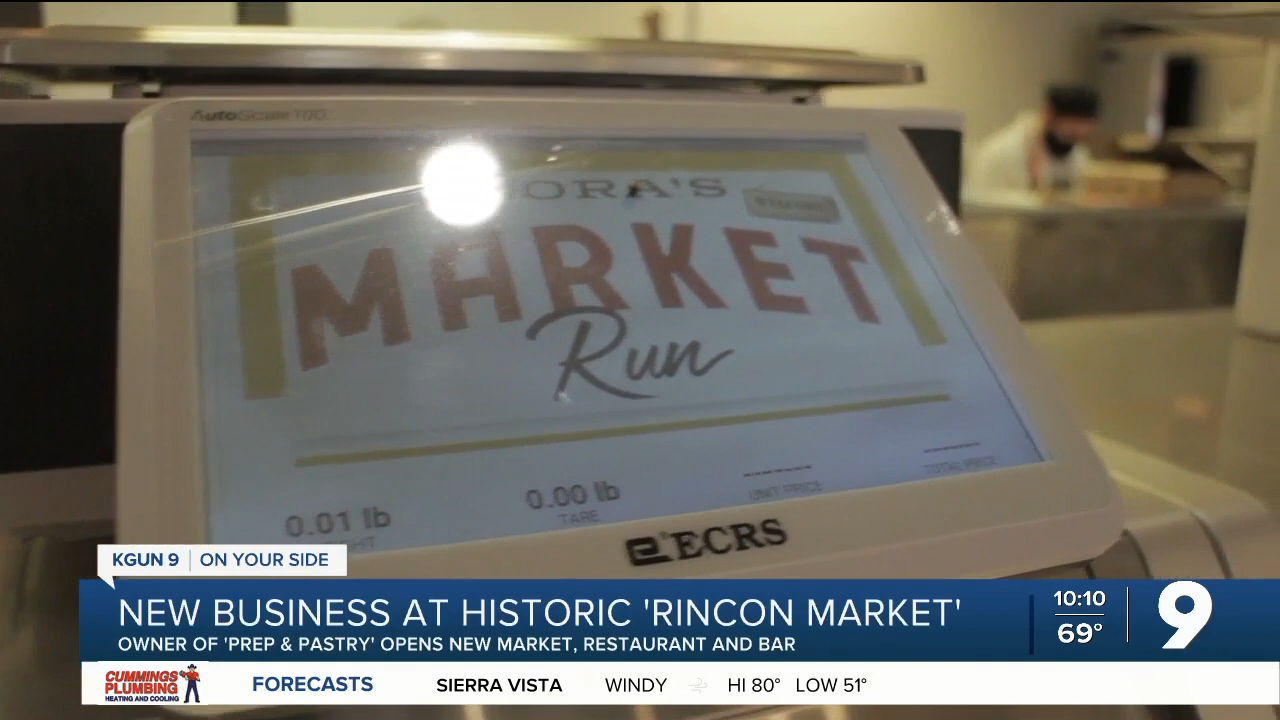 AutoScale 100
ORA'S
MARKET
Run
0.01 lb
0.00 lb
TARE
UNIT PRICE
TOTAL PRICE
ECRS
KGUN 9 | ON YOUR SIDE
NEW BUSINESS AT HISTORIC 'RINCON MARKET'
OWNER OF 'PREP & PASTRY' OPENS NEW MARKET, RESTAURANT AND BAR
10:10
69°
9
CUMMINGS
PLUMBING
HEATING AND COOLING
FORECASTS
SIERRA VISTA WINDY HI 80° LOW 51°